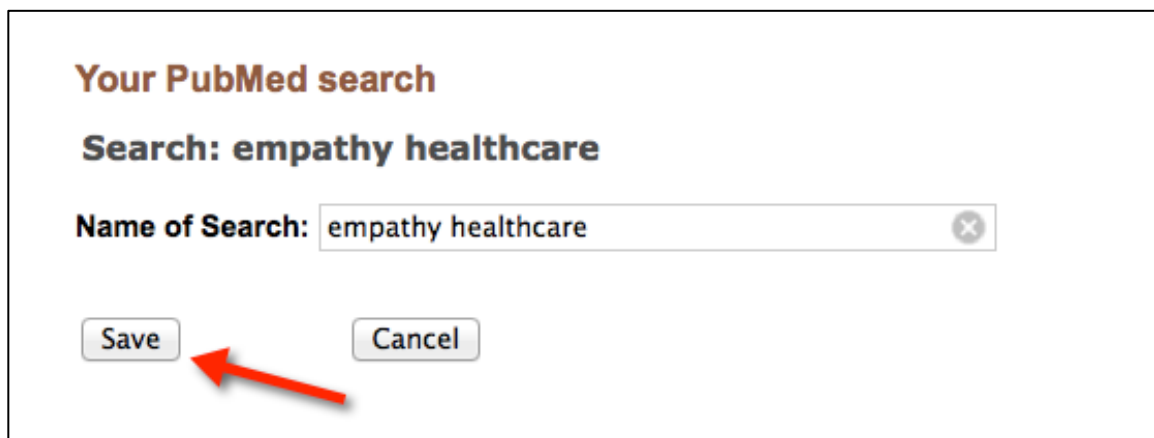 Your PubMed search
Search: empathy healthcare
Name of Search: empathy healthcare
Save Cancel